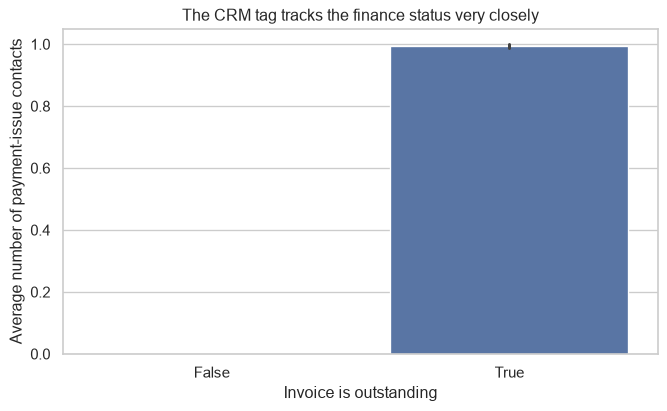 The CRM tag tracks the finance status very closely
Average number of payment-issue contacts
1.0
0.8
0.6
0.4
0.2
0.0
False
True
Invoice is outstanding